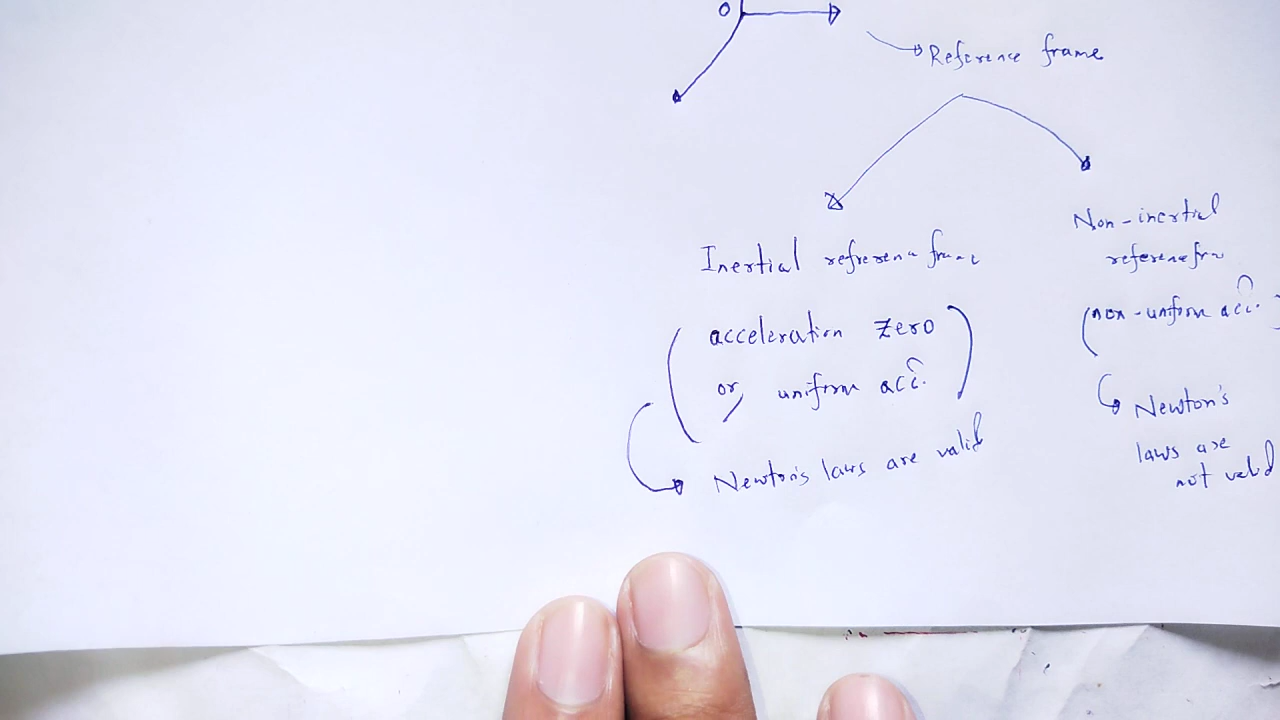 O
Reference frame
Inertial reference frame
(acceleration zero
or uniform acc.)
Newton's laws are valid
Non-inertial
reference fra
(non-uniform acc.)
Newton's
laws are
not valid